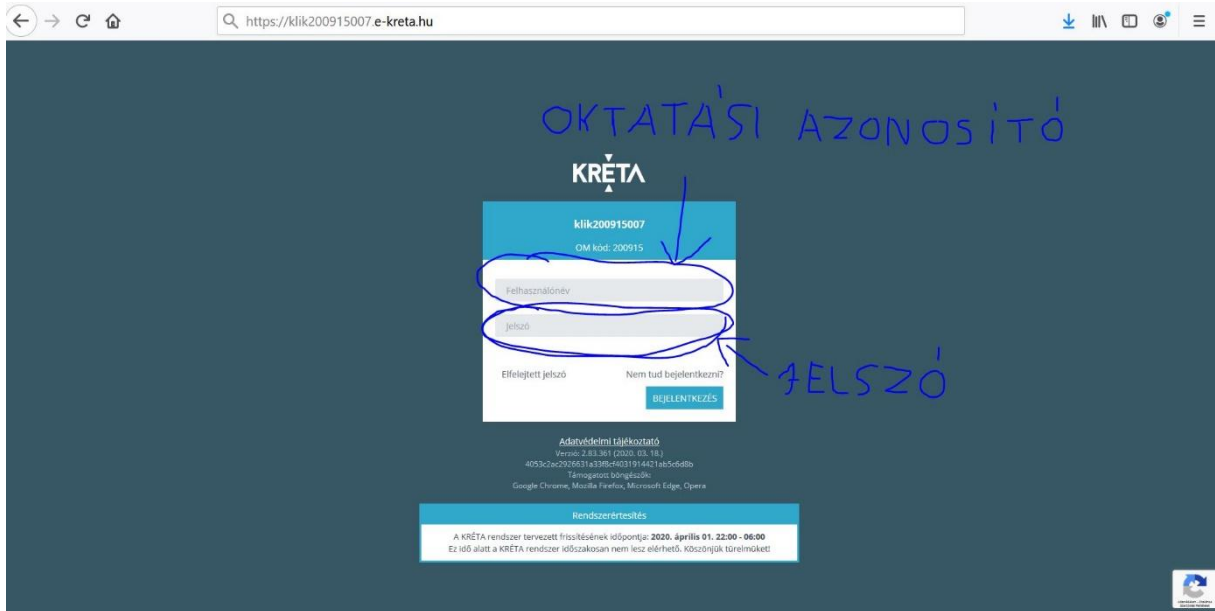 https://klik200915007.e-kreta.hu
OKTATÁSI AZONOSÍTÓ
KRÉTA
klik200915007
OM kód: 200915
Felhasználónév
Jelszó
Elfelejtett jelszó Nem tud bejelentkezni?
JELSZÓ
BEJELENTKEZÉS
Adatvédelmi tájékoztató
Verzió: 2.83.361 (2020. 03. 18.)
Támogatott böngészők:
Google Chrome, Mozilla Firefox, Microsoft Edge, Opera
Rendszerértesítés
A KRÉTA rendszer tervezett frissítésének időpontja: 2020. április 01. 22:00 - 06:00
Ez idő alatt a KRÉTA rendszer időszakosan nem lesz elérhető. Köszönjük türelmüket!